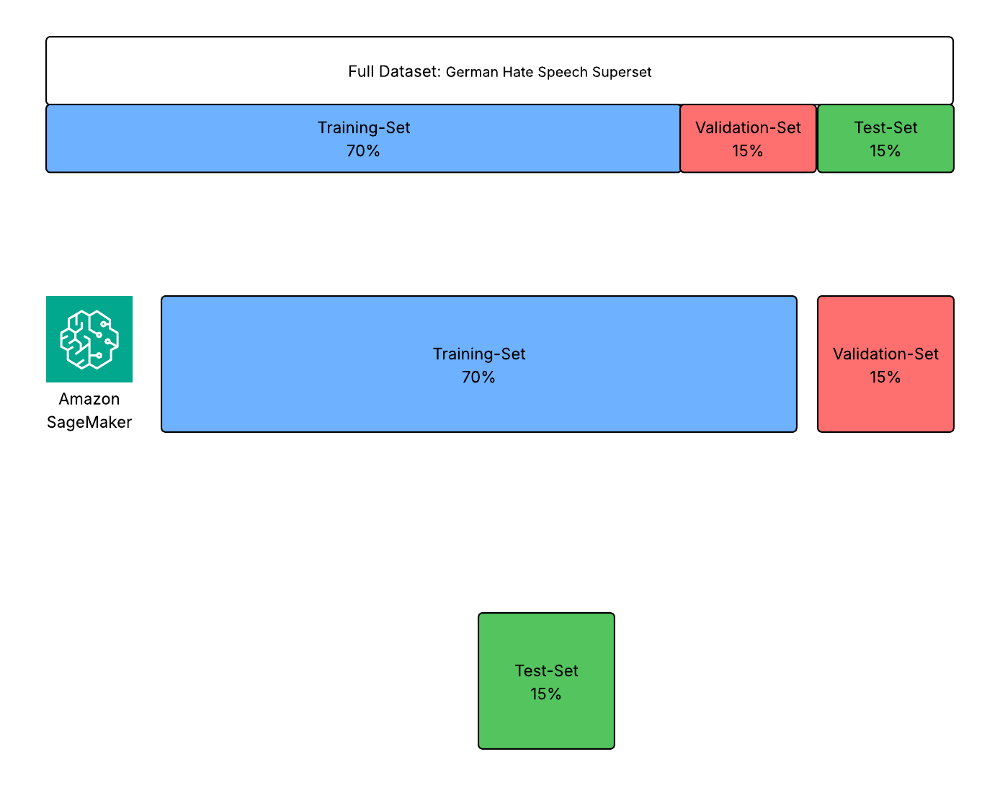 Full Dataset: German Hate Speech Superset
Training-Set
70%
Validation-Set
15%
Test-Set
15%
Amazon
SageMaker
Training-Set
70%
Validation-Set
15%
Test-Set
15%